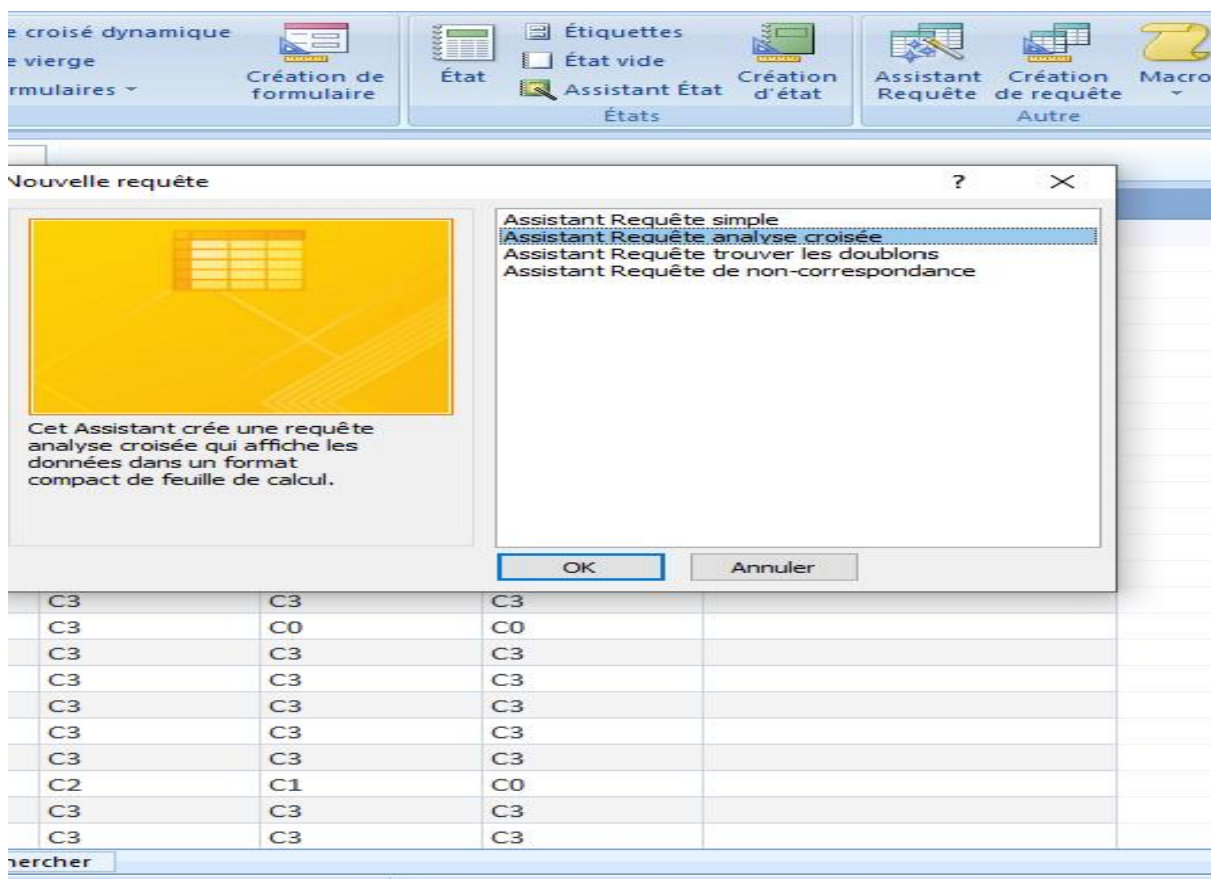 e croisé dynamique
e vierge
rmulaires
Création de
formulaire
État
Étiquettes
État vide
Assistant État
Création
d'état
États
Assistant
Requête
Création
de requête
Macro
Autre
Nouvelle requête
?
Assistant Requête simple
Assistant Requête analyse croisée
Assistant Requête trouver les doublons
Assistant Requête de non-correspondance
Cet Assistant crée une requête
analyse croisée qui affiche les
données dans un format
compact de feuille de calcul.
OK Annuler
C3 C3 C3
C3 C0 C0
C3 C3 C3
C3 C3 C3
C3 C3 C3
C3 C3 C3
C3 C3 C3
C2 C1 C0
C3 C3 C3
C3 C3 C3
hercher